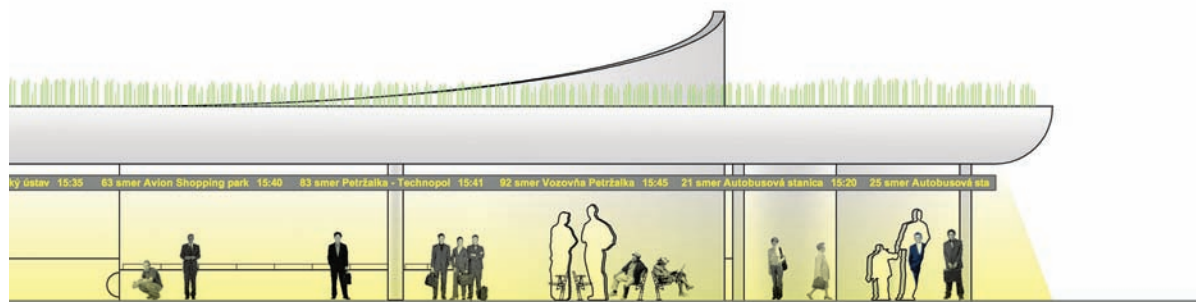 ký ústav 15:35 63 smer Avion Shopping park 15:40 83 smer Petržalka - Technopol 15:41 92 smer Vozovňa Petržalka 15:45 21 smer Autobusová stanica 15:20 25 smer Autobusová sta